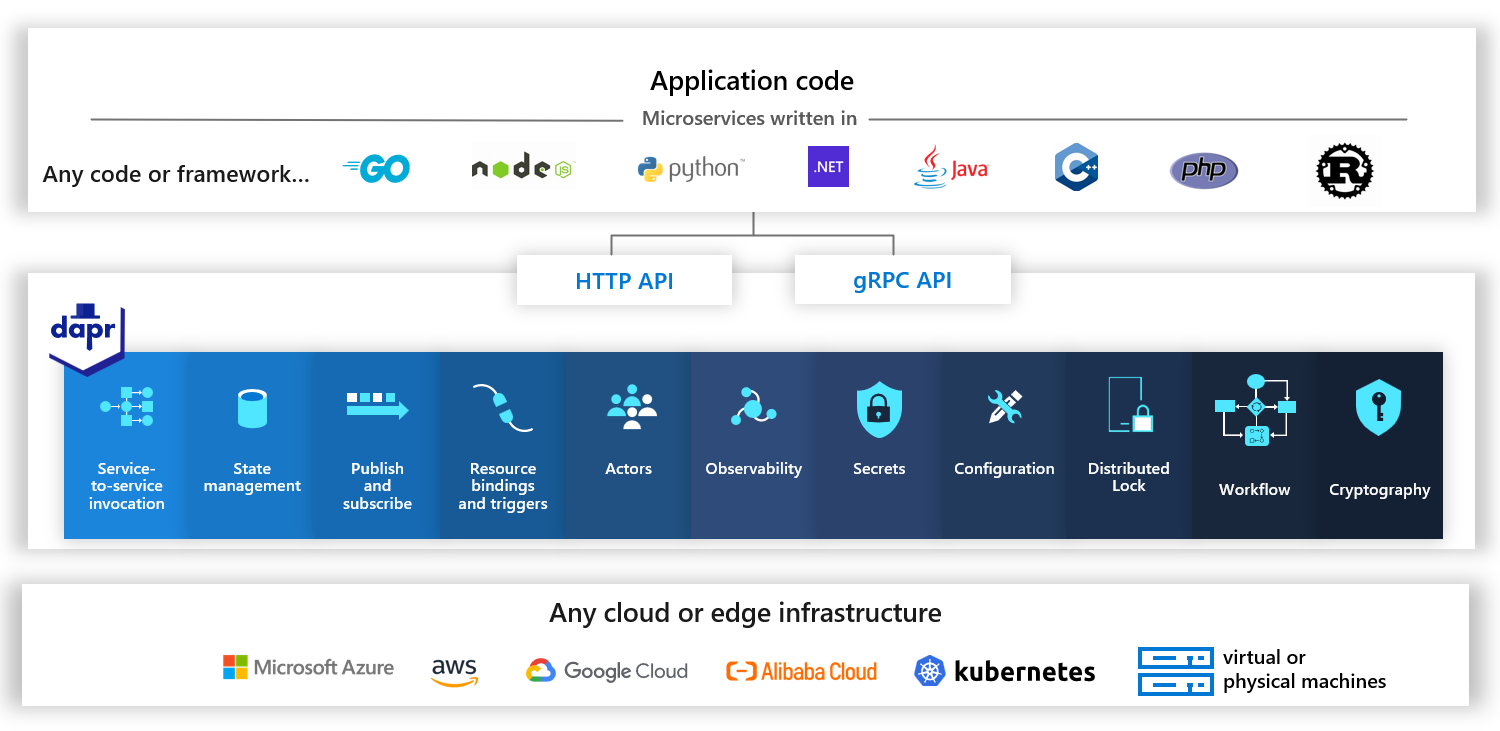 Application code
Microservices written in
Any code or framework...
GO
node JS
python™
.NET
Java
C++
php
R
HTTP API
gRPC API
dapr
Service-
to-service
invocation
State
management
Publish
and
subscribe
Resource
bindings
and triggers
Actors
Observability
Secrets
Configuration
Distributed
Lock
Workflow
Cryptography
Any cloud or edge infrastructure
Microsoft Azure
aws
Google Cloud
Alibaba Cloud
kubernetes
virtual or
physical machines